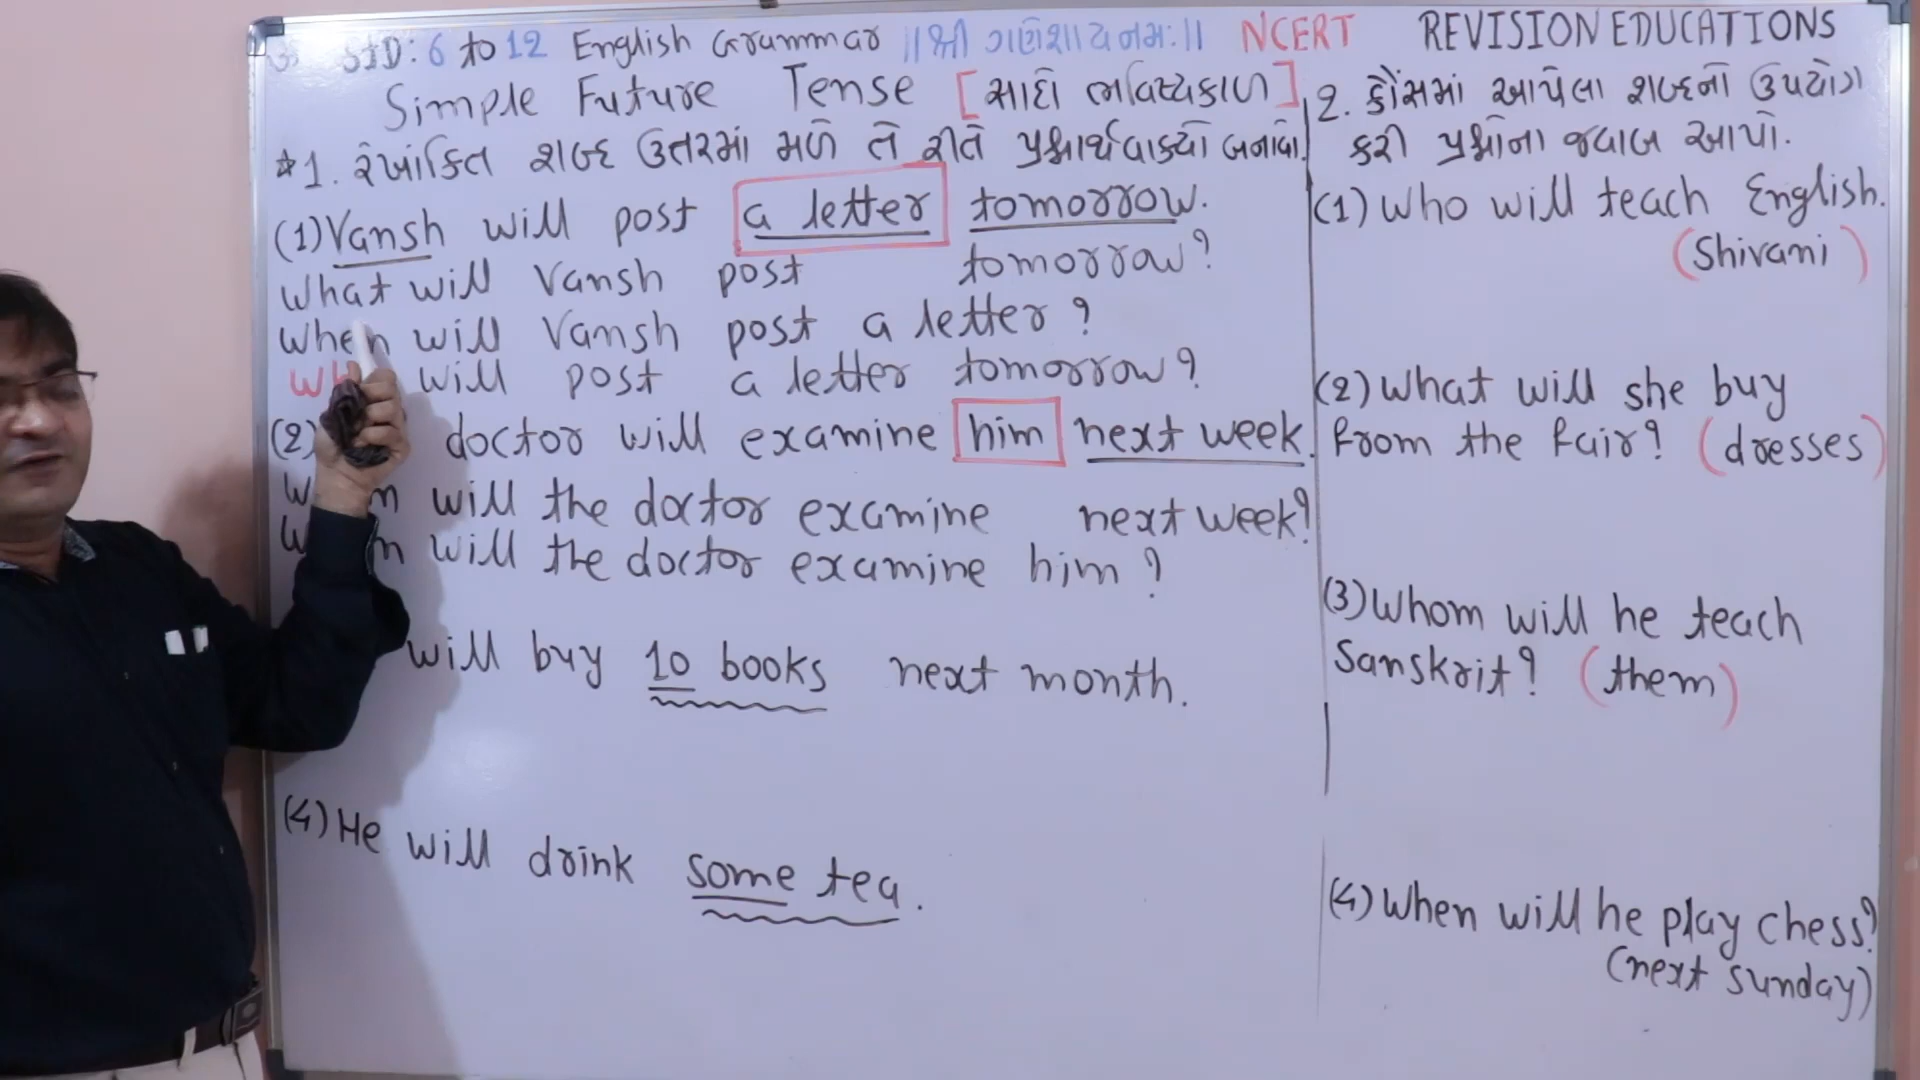 STD: 6 to 12 English Grammar ||શ્રી ગણેશાય નમઃ|| NCERT REVISION EDUCATIONS
Simple Future Tense [સાદો ભવિષ્યકાળ]
*1. રેખાંકિત શબ્દ ઉત્તરમાં મળે તે રીતે પ્રશ્નાર્થવાક્યો બનાવો.
(1) Vansh will post a letter tomorrow.
What will Vansh post tomorrow?
When will Vansh post a letter?
will post a letter tomorrow?
(2) doctor will examine him next week.
will the doctor examine next week?
will the doctor examine him?
will buy 10 books next month.
(4) He will drink some tea.
2. કૌંસમાં આપેલા શબ્દનો ઉપયોગ
કરી પ્રશ્નોના જવાબ આપો.
(1) Who will teach English.
(Shivani)
(2) What will she buy
from the fair? (dresses)
(3) Whom will he teach
Sanskrit? (them)
(4) When will he play chess?
(next sunday)